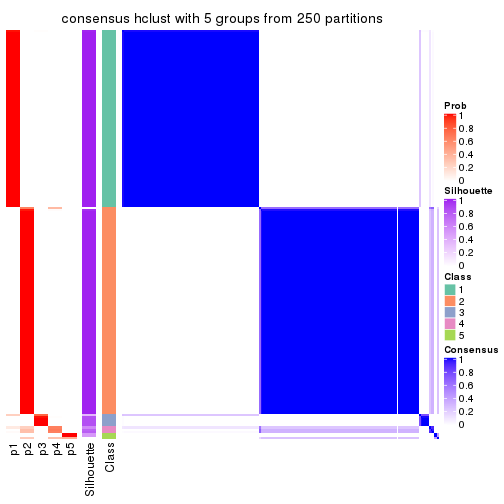 consensus hclust with 5 groups from 250 partitions
Prob
1
0.8
0.6
0.4
0.2
0
Silhouette
1
0.8
0.6
0.4
0.2
0
Class
1
2
3
4
5
Consensus
1
0.8
0.6
0.4
0.2
0
p1
p2
p3
p4
p5
Silhouette
Class